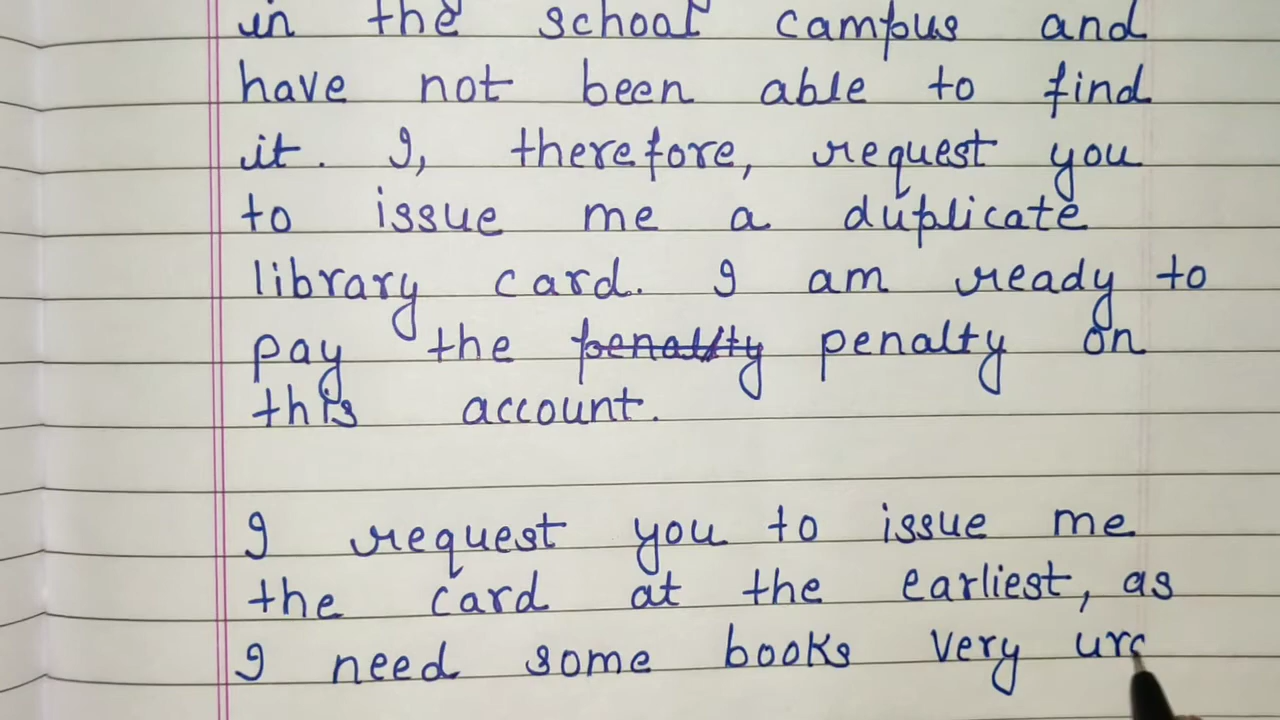 in the school campus and
have not been able to find
it. I, therefore, request you
to issue me a duplicate
library card. I am ready to
pay the penalty penalty on
this account.
I request you to issue me
the card at the earliest, as
I need some books very